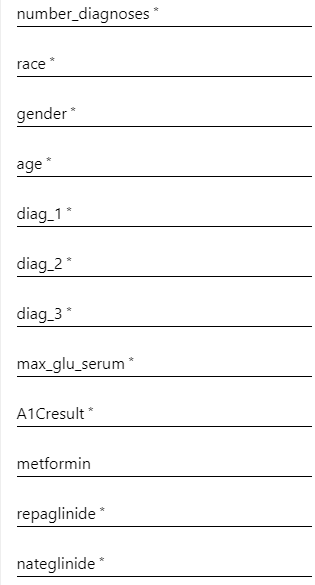 number_diagnoses *
race *
gender *
age *
diag_1 *
diag_2 *
diag_3 *
max_glu_serum *
A1Cresult *
metformin
repaglinide *
nateglinide *